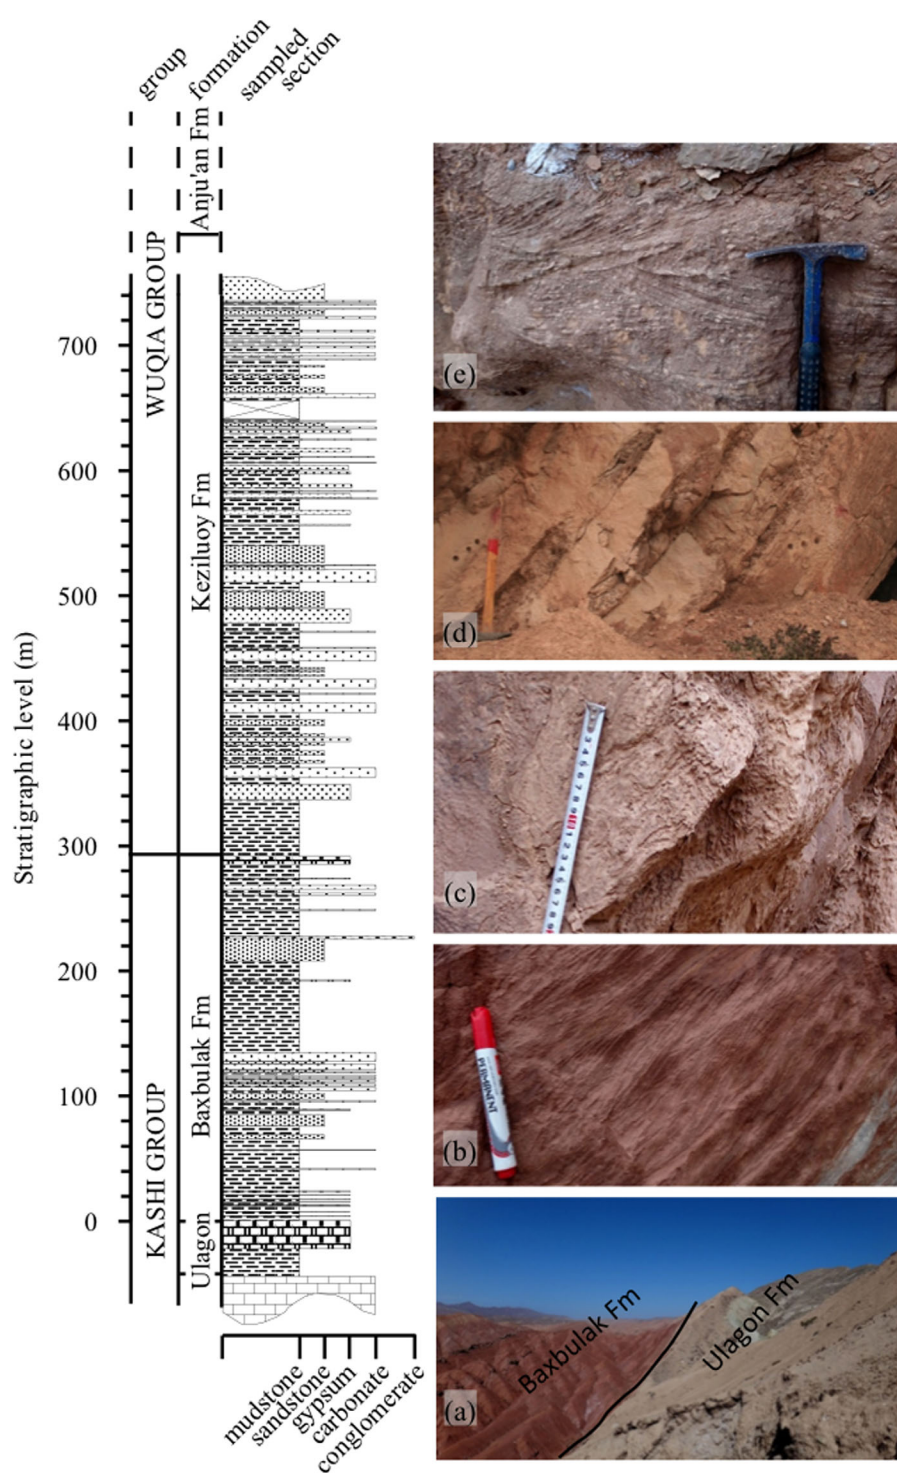 group
formation
sampled
section
Anju'an Fm
WUQIA GROUP
Keziluoy Fm
KASHI GROUP
Baxbulak Fm
Ulagon
Stratigraphic level (m)
700
600
500
400
300
200
100
0
mudstone
sandstone
gypsum
carbonate
conglomerate
(e)
(d)
(c)
(b)
PERMINENT
Baxbulak Fm
Ulagon Fm
(a)